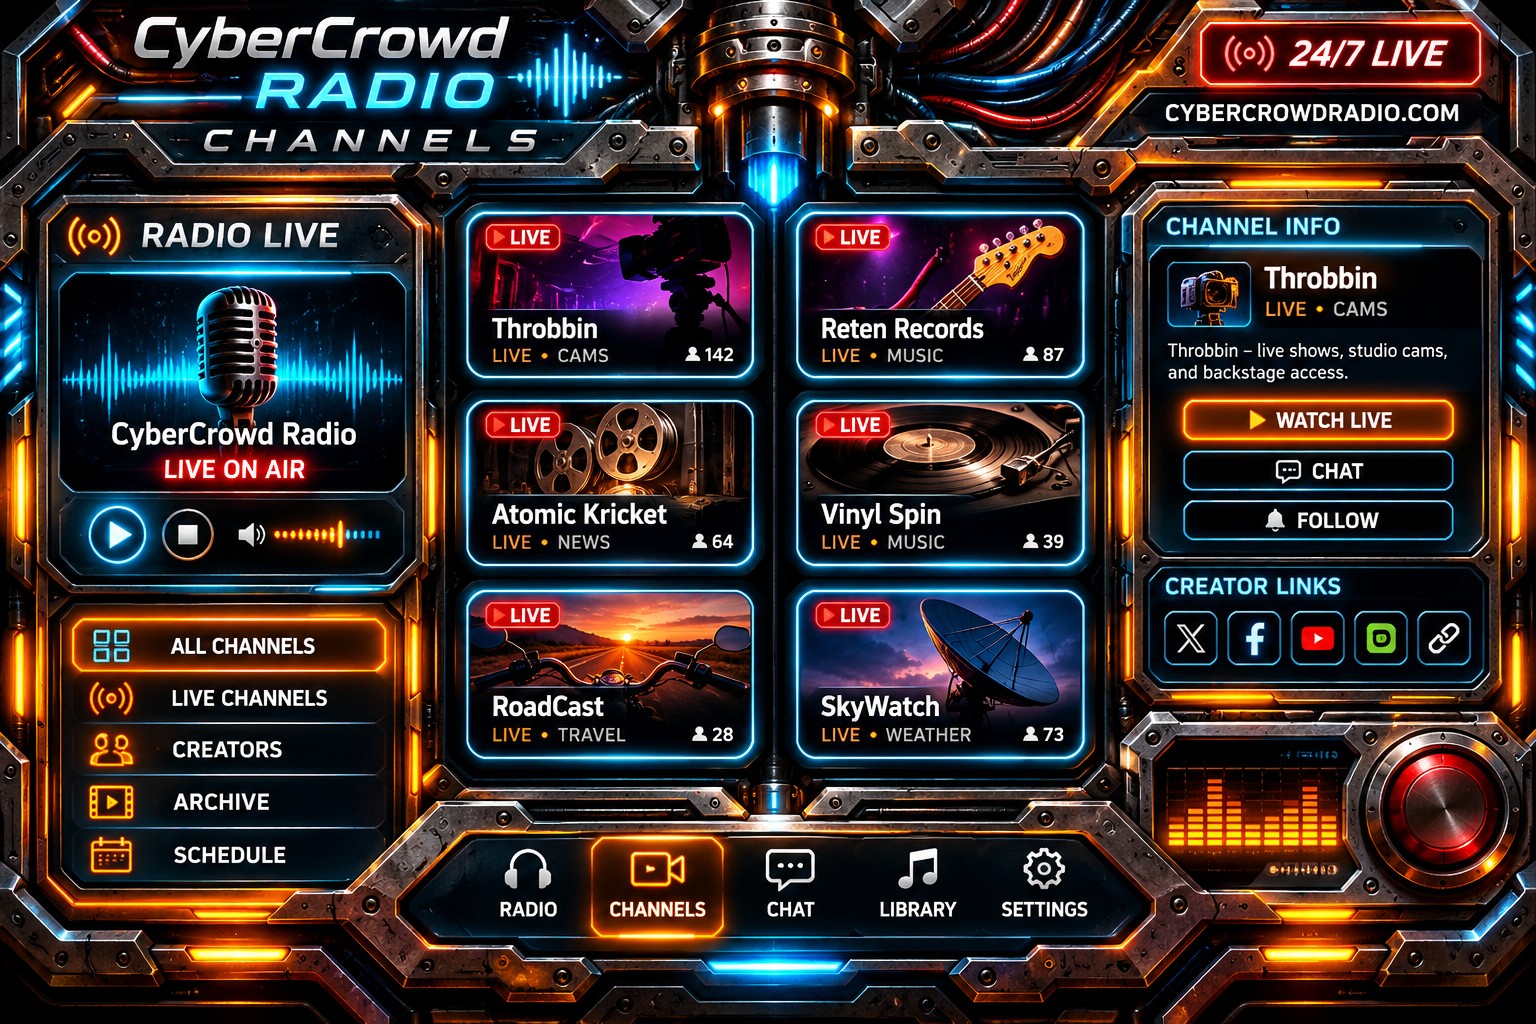 CyberCrowd
RADIO
CHANNELS
24/7 LIVE
CYBERCROWDRADIO.COM
RADIO LIVE
CyberCrowd Radio
LIVE ON AIR
ALL CHANNELS
LIVE CHANNELS
CREATORS
ARCHIVE
SCHEDULE
LIVE
Throbbin
LIVE • CAMS
142
LIVE
Reten Records
LIVE • MUSIC
87
LIVE
Atomic Kricket
LIVE • NEWS
64
LIVE
Vinyl Spin
LIVE • MUSIC
39
LIVE
RoadCast
LIVE • TRAVEL
28
LIVE
SkyWatch
LIVE • WEATHER
73
CHANNEL INFO
Throbbin
LIVE • CAMS
Throbbin – live shows, studio cams,
and backstage access.
WATCH LIVE
CHAT
FOLLOW
CREATOR LINKS
RADIO
CHANNELS
CHAT
LIBRARY
SETTINGS